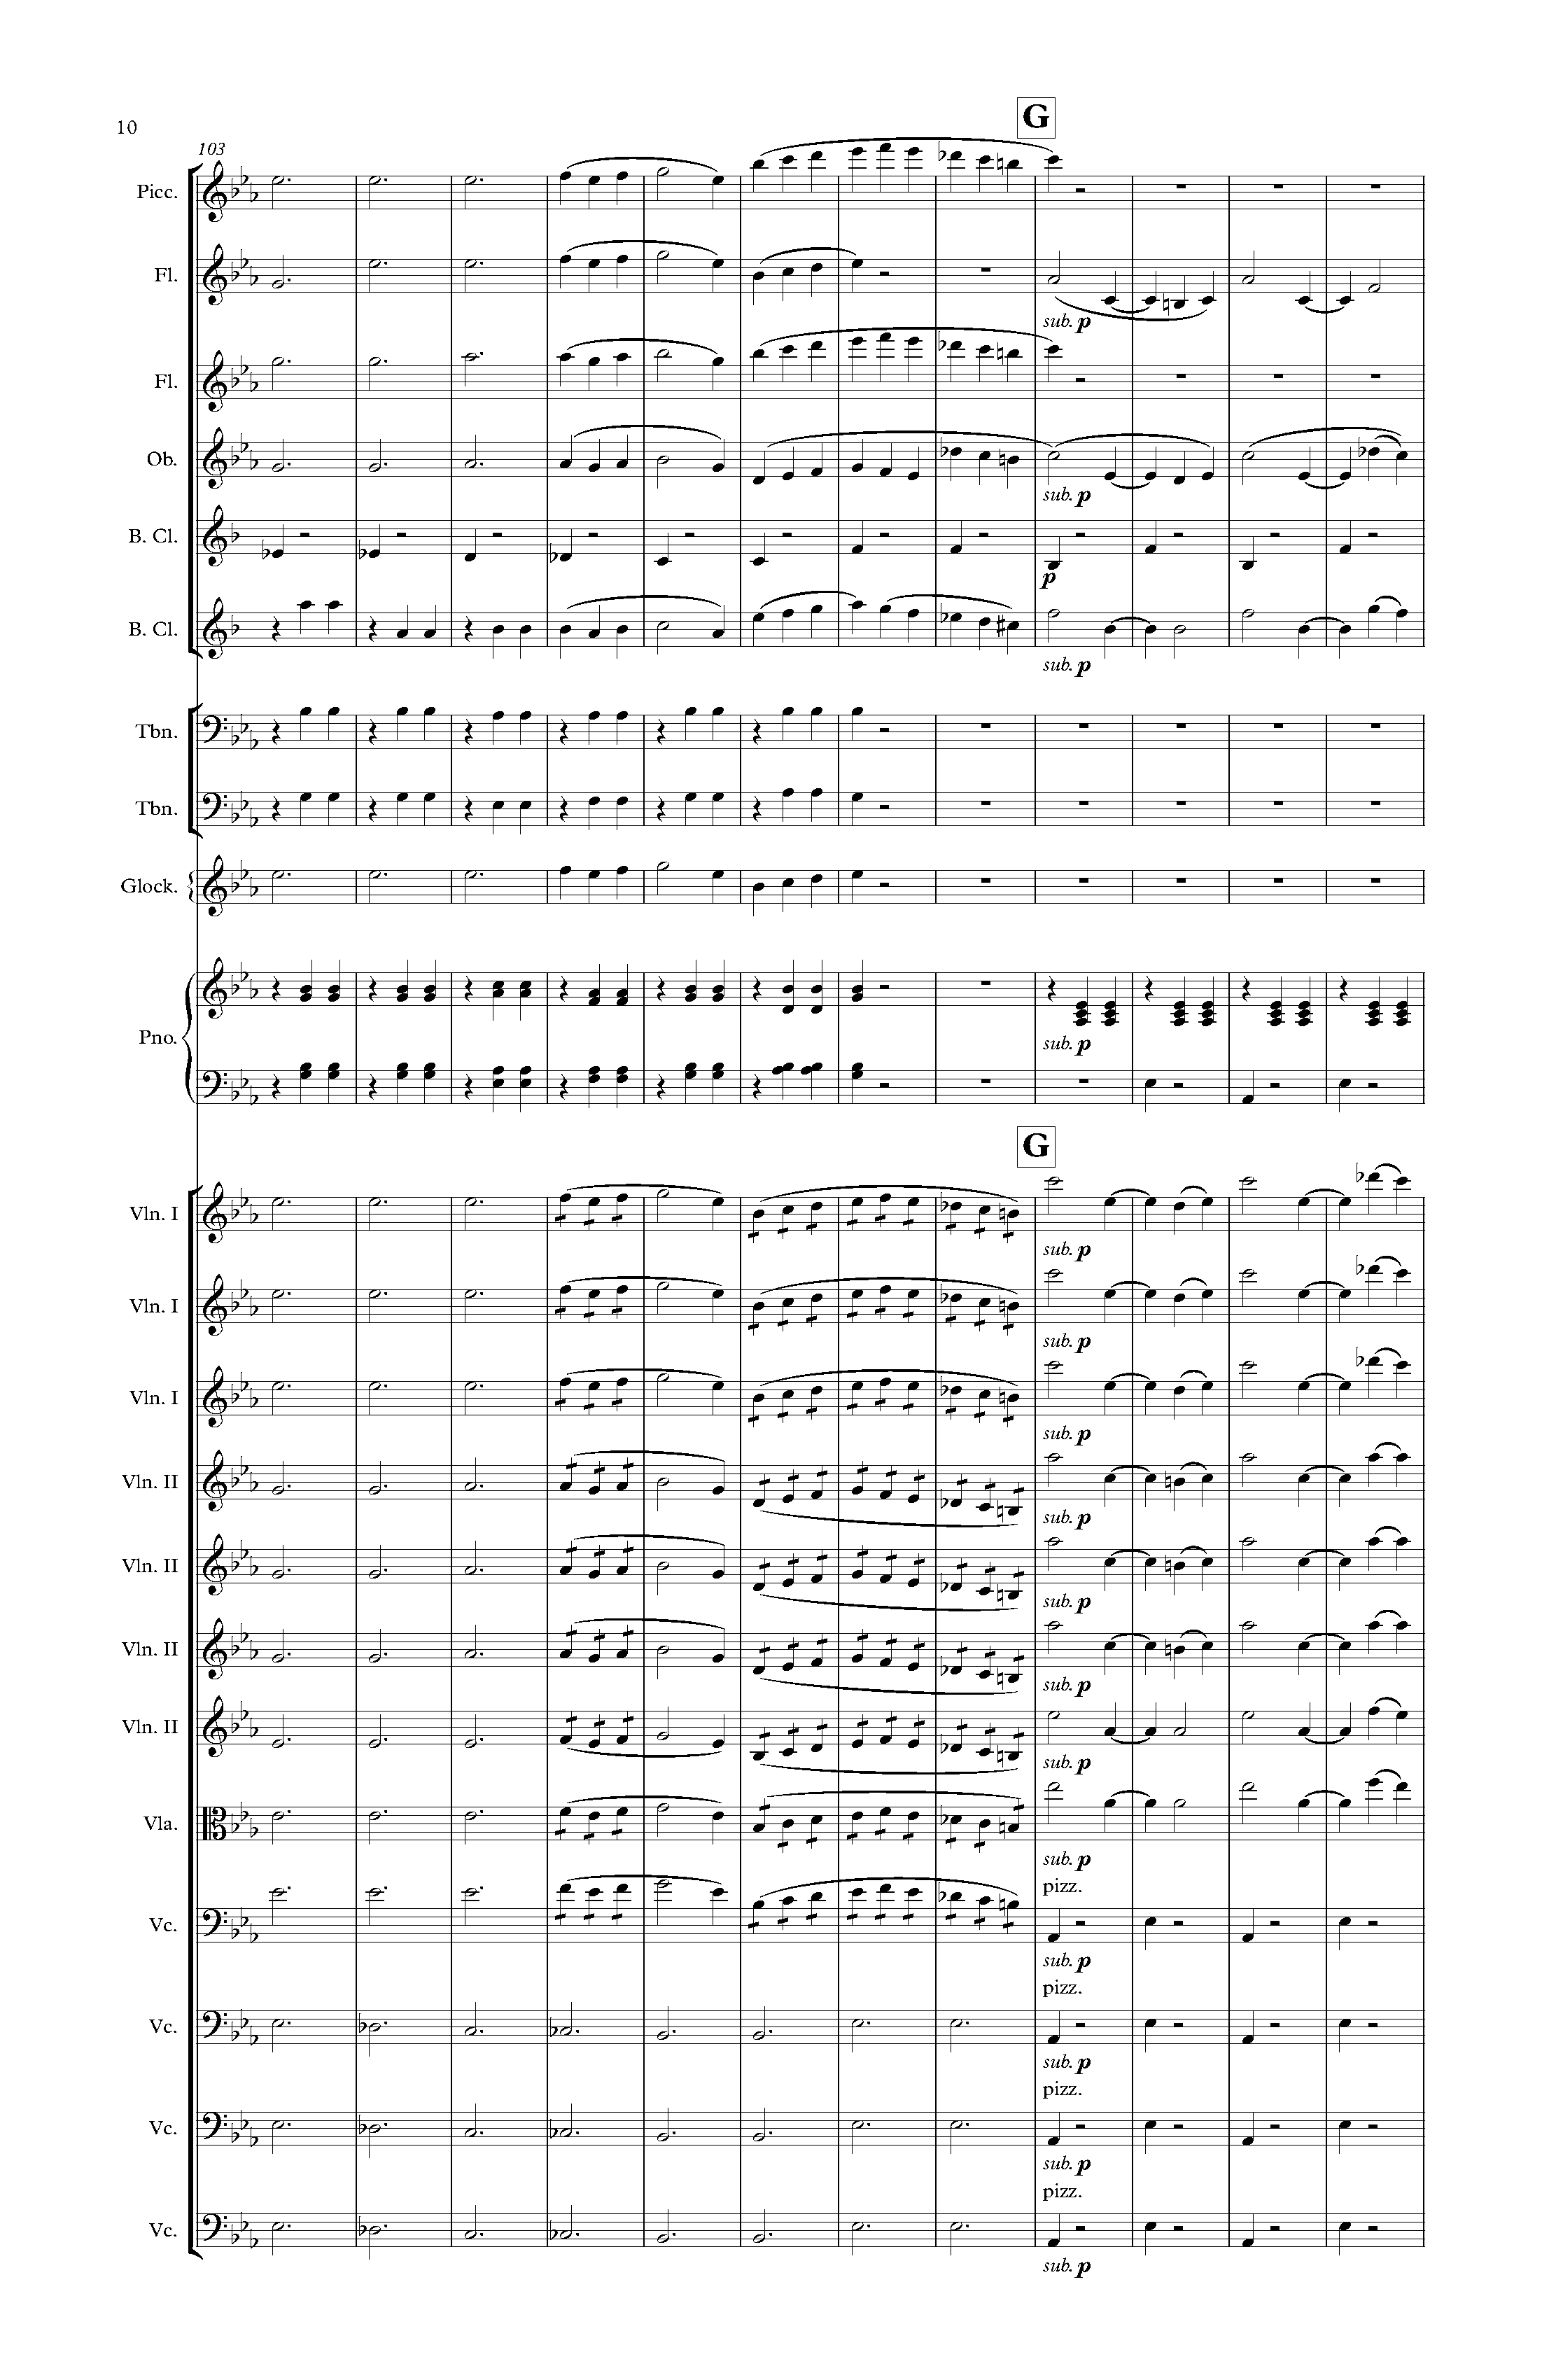 G
10
103
Picc.
Fl.
sub. p
Fl.
Ob.
sub. p
B. Cl.
p
B. Cl.
sub. p
Tbn.
Tbn.
Glock.
Pno.
sub. p
G
Vln. I
sub. p
Vln. I
sub. p
Vln. I
sub. p
Vln. II
sub. p
Vln. II
sub. p
Vln. II
sub. p
Vln. II
sub. p
Vla.
sub. p
pizz.
Vc.
sub. p
pizz.
Vc.
sub. p
pizz.
Vc.
sub. p
pizz.
Vc.
sub. p